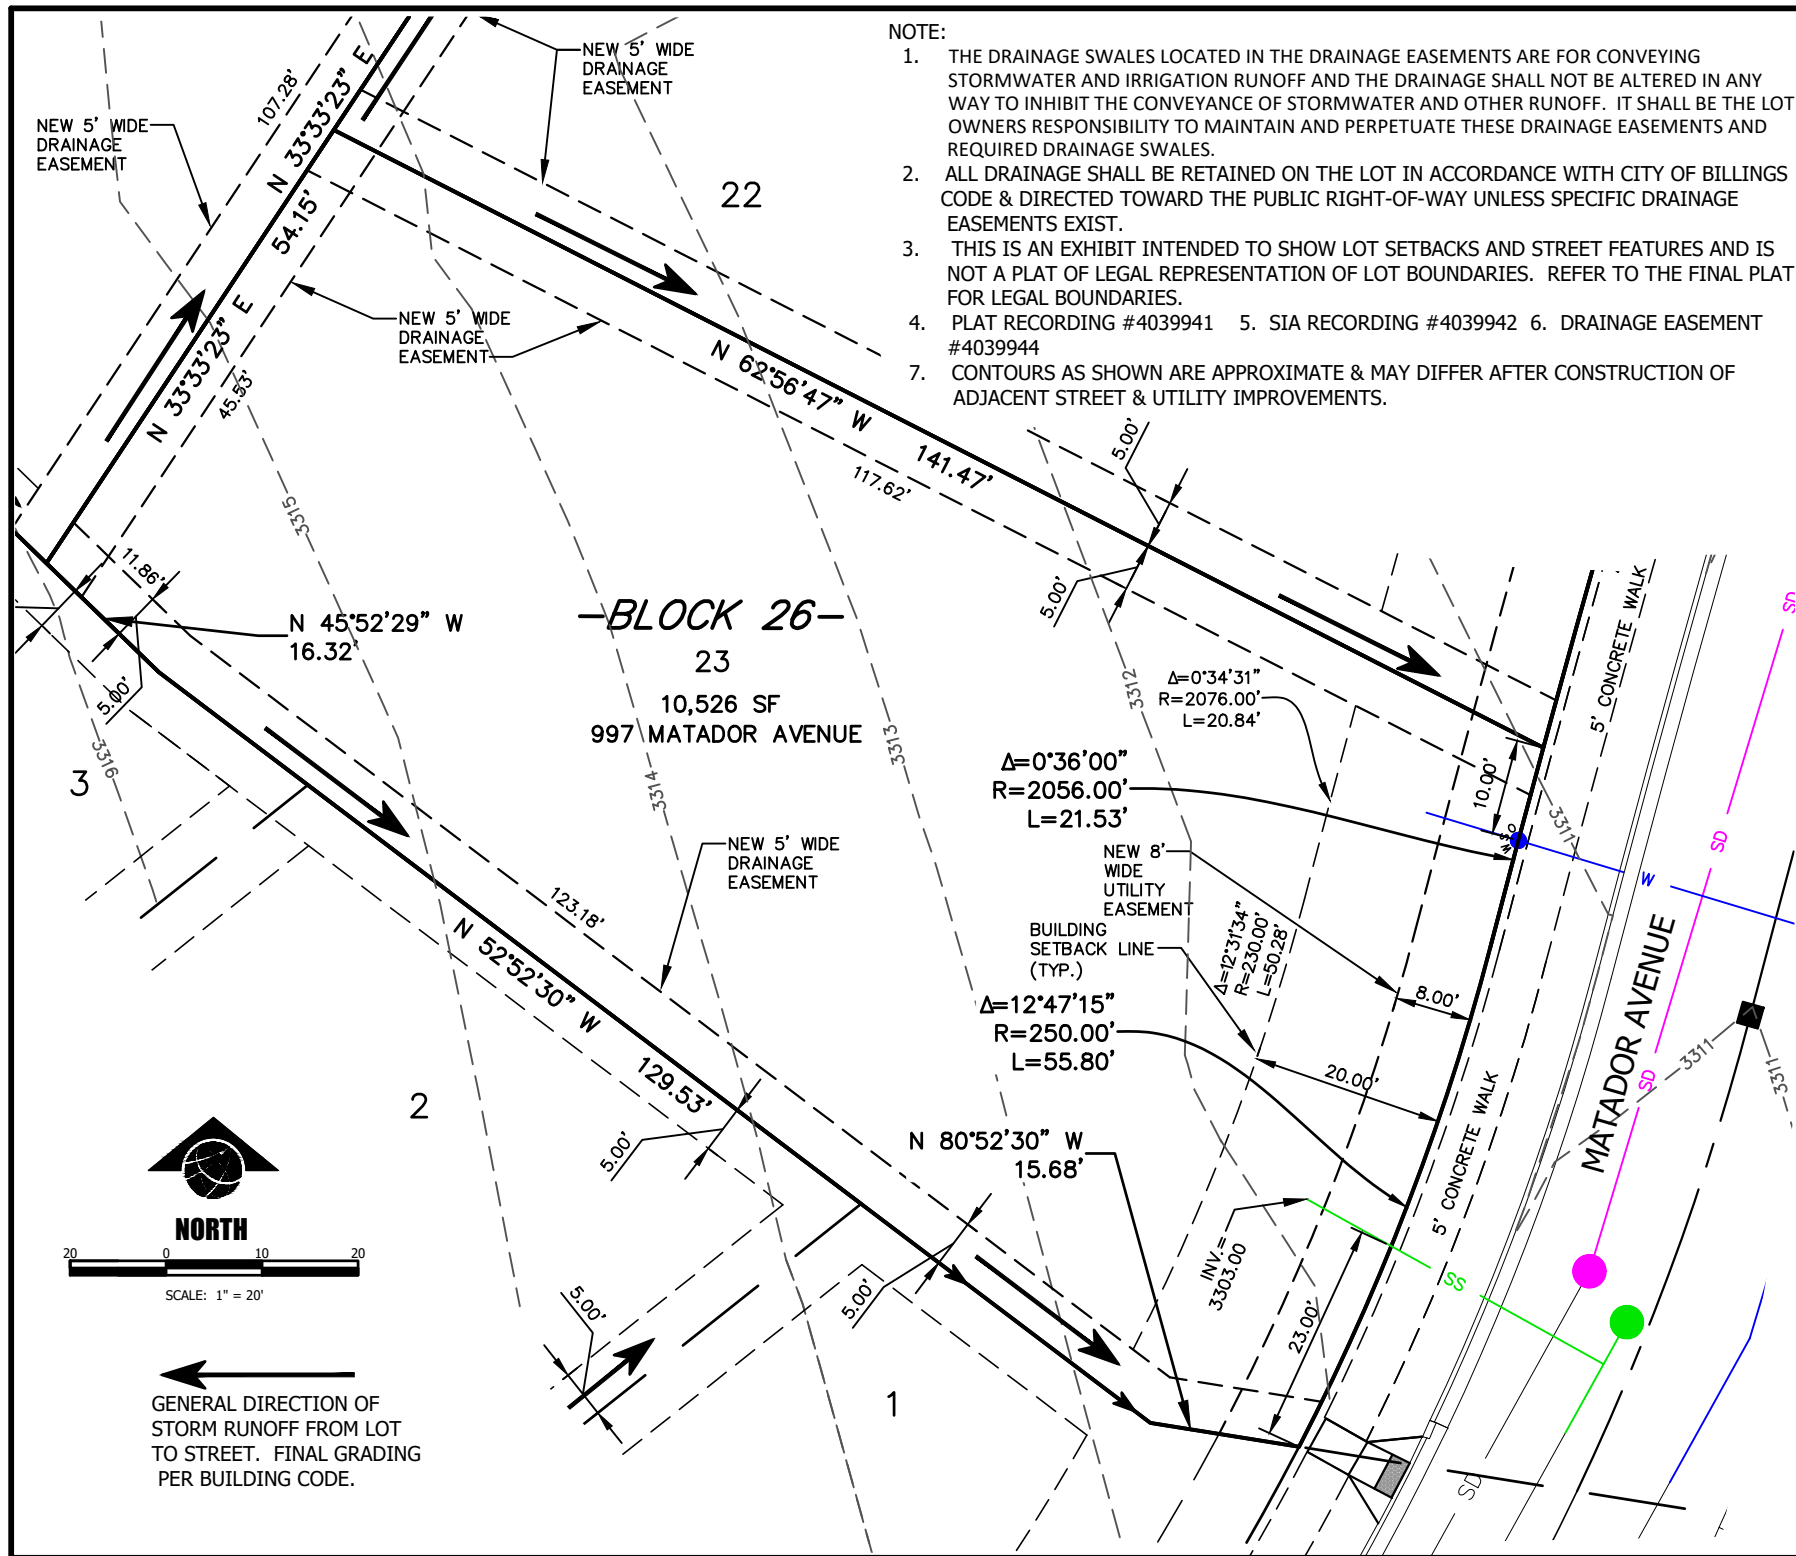 NOTE:
1. THE DRAINAGE SWALES LOCATED IN THE DRAINAGE EASEMENTS ARE FOR CONVEYING
STORMWATER AND IRRIGATION RUNOFF AND THE DRAINAGE SHALL NOT BE ALTERED IN ANY
WAY TO INHIBIT THE CONVEYANCE OF STORMWATER AND OTHER RUNOFF. IT SHALL BE THE LOT
OWNERS RESPONSIBILITY TO MAINTAIN AND PERPETUATE THESE DRAINAGE EASEMENTS AND
REQUIRED DRAINAGE SWALES.
2. ALL DRAINAGE SHALL BE RETAINED ON THE LOT IN ACCORDANCE WITH CITY OF BILLINGS
CODE & DIRECTED TOWARD THE PUBLIC RIGHT-OF-WAY UNLESS SPECIFIC DRAINAGE
EASEMENTS EXIST.
3. THIS IS AN EXHIBIT INTENDED TO SHOW LOT SETBACKS AND STREET FEATURES AND IS
NOT A PLAT OF LEGAL REPRESENTATION OF LOT BOUNDARIES. REFER TO THE FINAL PLAT
FOR LEGAL BOUNDARIES.
4. PLAT RECORDING #4039941 5. SIA RECORDING #4039942 6. DRAINAGE EASEMENT
#4039944
7. CONTOURS AS SHOWN ARE APPROXIMATE & MAY DIFFER AFTER CONSTRUCTION OF
ADJACENT STREET & UTILITY IMPROVEMENTS.
NEW 5' WIDE
DRAINAGE
EASEMENT
NEW 5' WIDE
DRAINAGE
EASEMENT
107.28'
N 33°33'23" E
54.15'
N 33°33'23" E
45.53'
NEW 5' WIDE
DRAINAGE
EASEMENT
22
N 62°56'47" W 141.47'
117.62'
5.00'
5.00'
3315
11.86'
N 45°52'29" W
16.32'
5.00'
3316
3
-BLOCK 26-
23
10,526 SF
997 MATADOR AVENUE
3314
3313
3312
Δ=0°34'31"
R=2076.00'
L=20.84'
Δ=0°36'00"
R=2056.00'
L=21.53'
10.00'
WSO
3311
5' CONCRETE WALK
SD
SD
W
NEW 5' WIDE
DRAINAGE
EASEMENT
123.18'
N 52°52'30" W 129.53'
NEW 8'
WIDE
UTILITY
EASEMENT
BUILDING
SETBACK LINE
(TYP.)
Δ=12°31'34"
R=230.00'
L=50.28'
8.00'
Δ=12°47'15"
R=250.00'
L=55.80'
20.00'
MATADOR AVENUE
SD
3311
3311
N 80°52'30" W
15.68'
5' CONCRETE WALK
2
5.00'
INV.=
3303.00
23.00'
SS
5.00'
5.00'
1
SD
NORTH
20 0 10 20
SCALE: 1" = 20'
GENERAL DIRECTION OF
STORM RUNOFF FROM LOT
TO STREET. FINAL GRADING
PER BUILDING CODE.